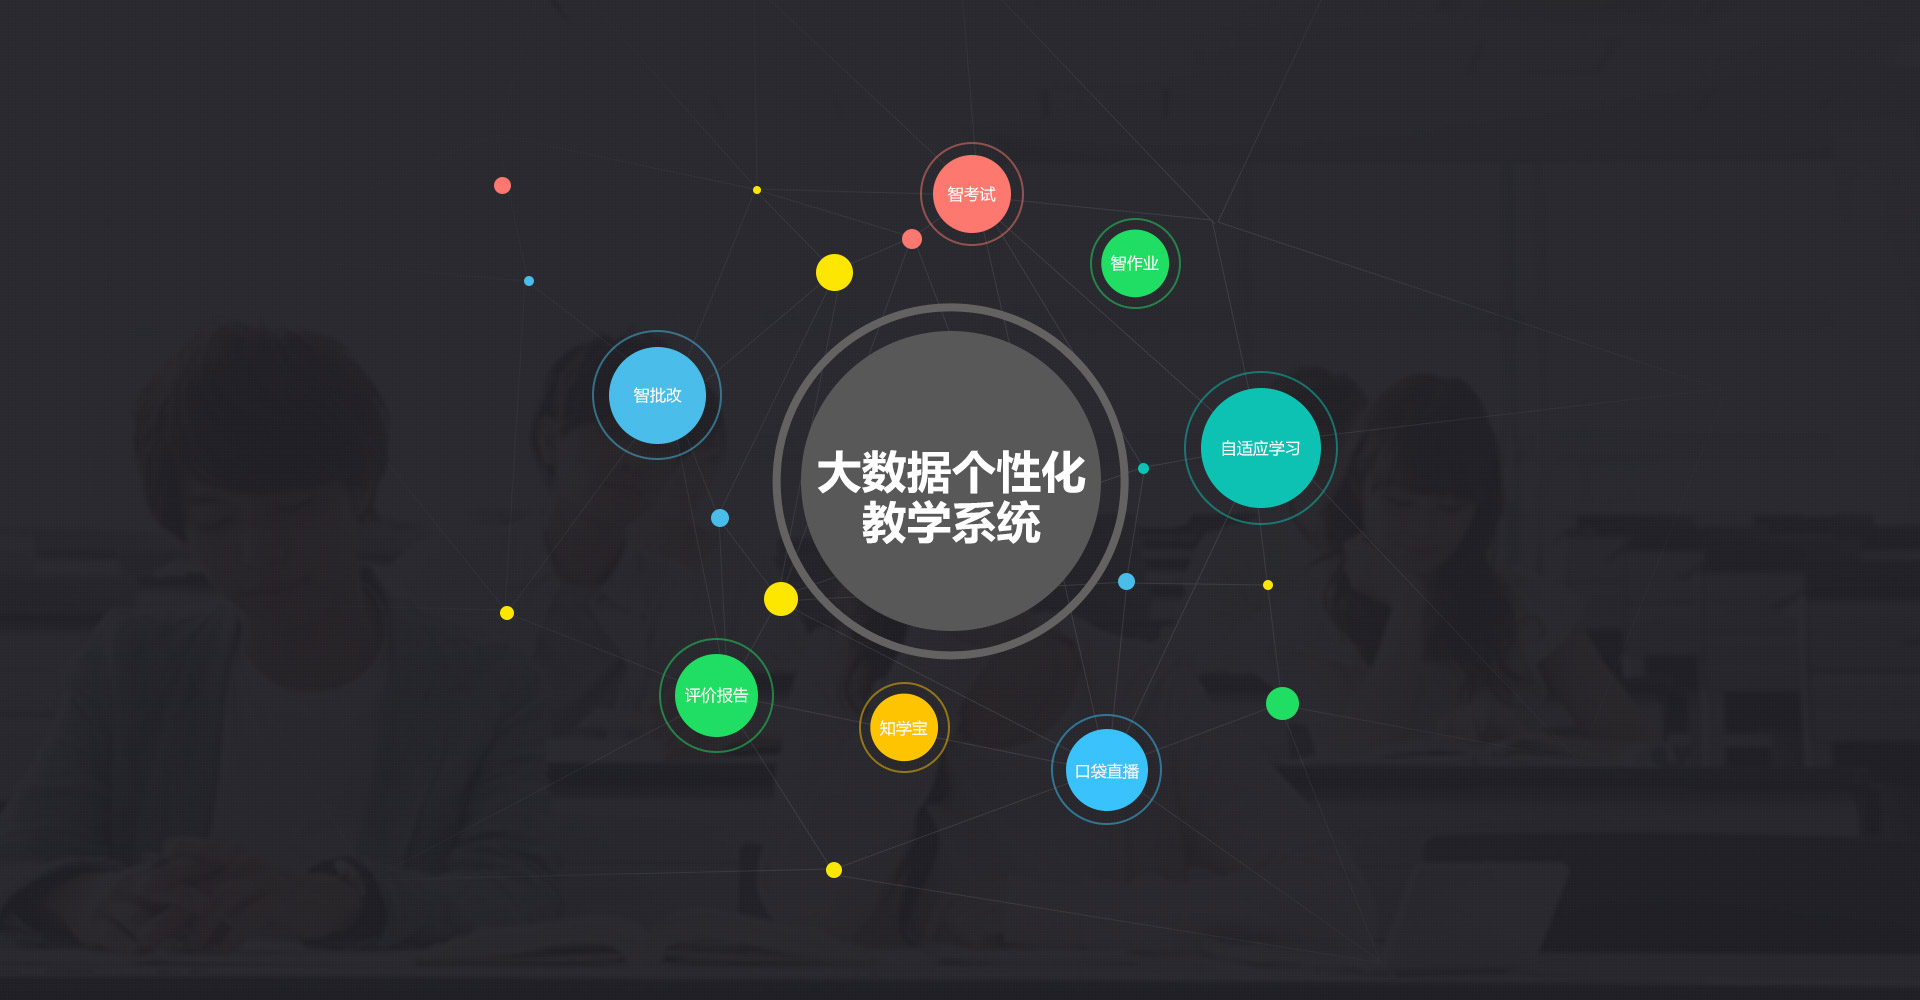 智考试
智作业
智批改
自适应学习
大数据个性化
教学系统
评价报告
知学宝
口袋直播